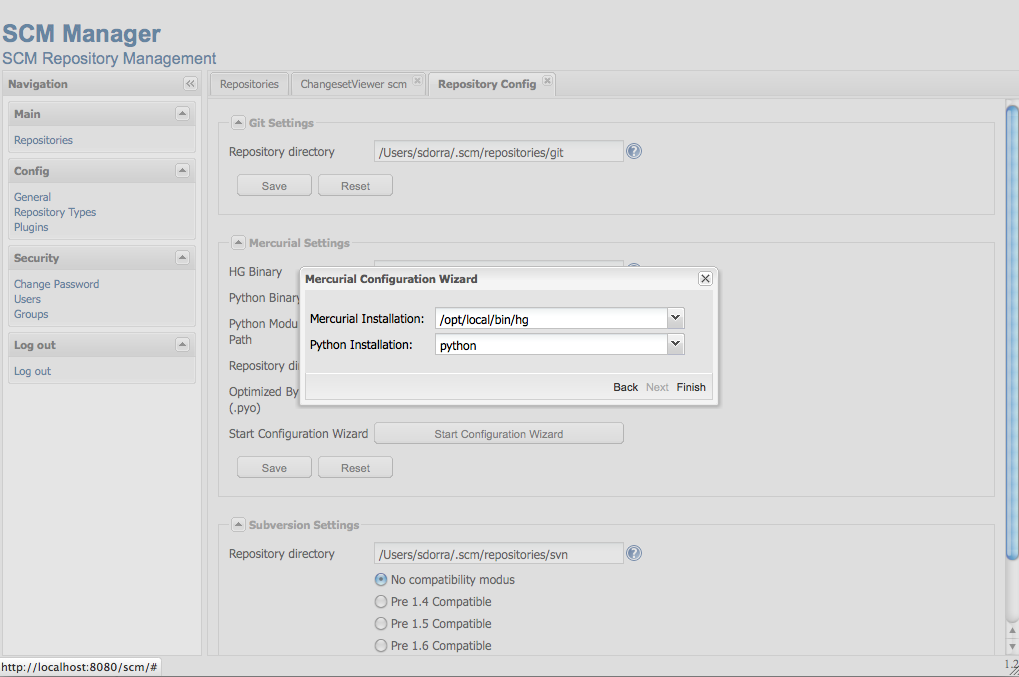 SCM Manager
SCM Repository Management
Navigation
Main
Repositories
Config
General
Repository Types
Plugins
Security
Change Password
Users
Groups
Log out
Log out
Repositories
ChangesetViewer scm
Repository Config
Git Settings
Repository directory
/Users/sdorra/.scm/repositories/git
Save Reset
Mercurial Settings
HG Binary
Python Binary
Python Modu
Path
Repository di
Optimized By
(.pyo)
Start Configuration Wizard
Start Configuration Wizard
Save Reset
Mercurial Configuration Wizard
Mercurial Installation: /opt/local/bin/hg
Python Installation: python
Back Next Finish
Subversion Settings
Repository directory
/Users/sdorra/.scm/repositories/svn
No compatibility modus
Pre 1.4 Compatible
Pre 1.5 Compatible
Pre 1.6 Compatible
http://localhost:8080/scm/#